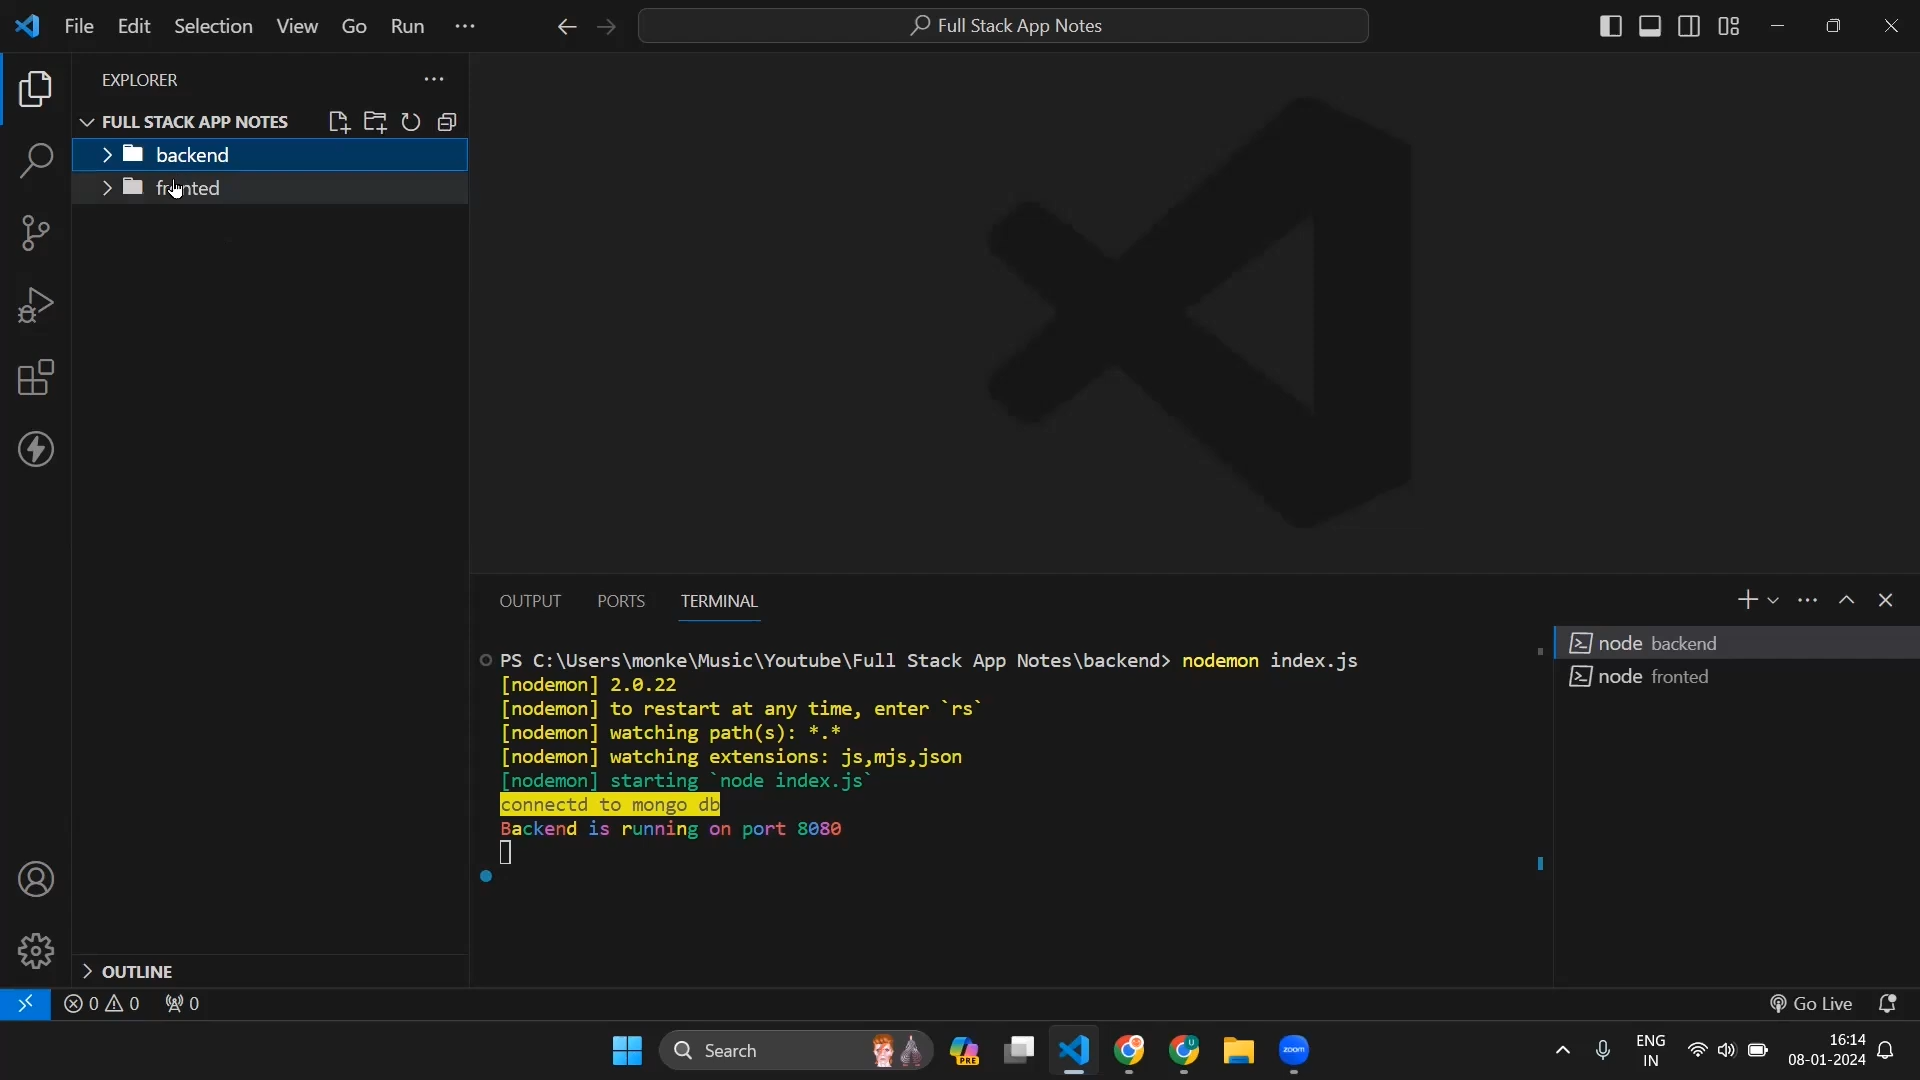 File Edit Selection View Go Run ···
Full Stack App Notes
EXPLORER
FULL STACK APP NOTES
backend
OUTPUT PORTS TERMINAL
PS C:\Users\monke\Music\Youtube\Full Stack App Notes\backend> nodemon index.js
[nodemon] 2.0.22
[nodemon] to restart at any time, enter `rs`
[nodemon] watching path(s): *.*
[nodemon] watching extensions: js,mjs,json
[nodemon] starting `node index.js`
connectd to mongo db
Backend is running on port 8080
node backend
node fronted
OUTLINE
0 0 0
Go Live
Search
PRE
zoom
ENG
IN
16:14
08-01-2024